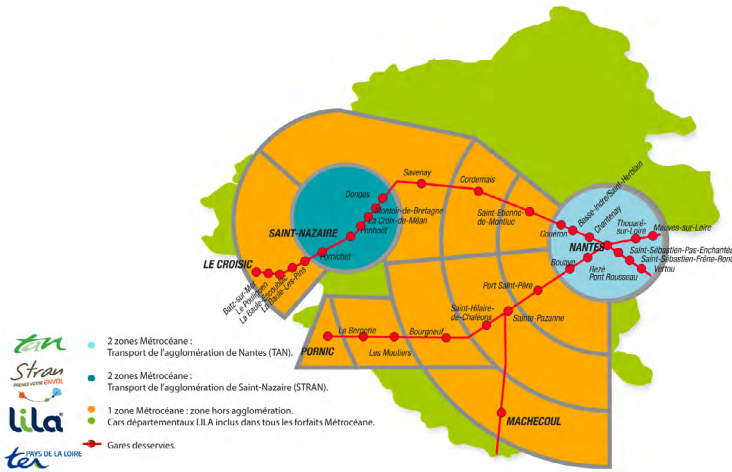 Savenay
Cordemais
Donges
Montoir-de-Bretagne
La Croix-de-Méan
Penhoët
SAINT-NAZAIRE
Pornichet
LE CROISIC
Batz-sur-Mer
Le Pouliguen
La Baule Escoublac
La-Baule-Les-Pins
Saint-Etienne
de-Montluc
Couëron
Basse-Indre/Saint-Herblain
Chantenay
Thouaré-
sur-Loire
Mauves-sur-Loire
NANTES
Saint-Sébastien-Pas-Enchantés
Saint-Sébastien-Frêne-Rond
Vertou
Rezé
Pont Rousseau
Bouaye
Port Saint-Père
Saint-Hilaire-
de-Chaléons
Sainte-Pazanne
La Bernerie
Bourgneuf
PORNIC
Les Moutiers
MACHECOUL
tan
2 zones Métrocéane :
Transport de l'agglomération de Nantes (TAN).
Stran
PRENEZ VOTRE ENVOL
2 zones Métrocéane :
Transport de l'agglomération de Saint-Nazaire (STRAN).
Lila
1 zone Métrocéane : zone hors agglomération.
Cars départementaux LILA inclus dans tous les forfaits Métrocéane.
ter PAYS DE LA LOIRE
Gares desservies.